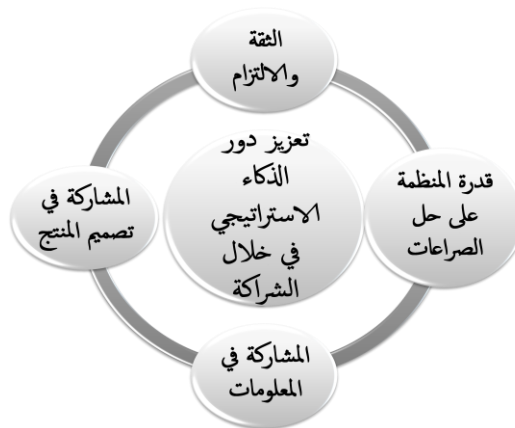 الثقة
والالتزام
تعزيز دور
الذكاء
الاستراتيجي
في خلال
الشراكة
قدرة المنظمة
على حل
الصراعات
المشاركة في
تصميم المنتج
المشاركة في
المعلومات